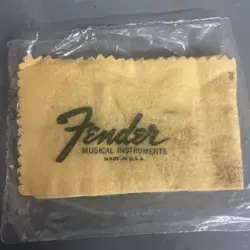 Fender
MUSICAL INSTRUMENTS
MADE IN U.S.A.